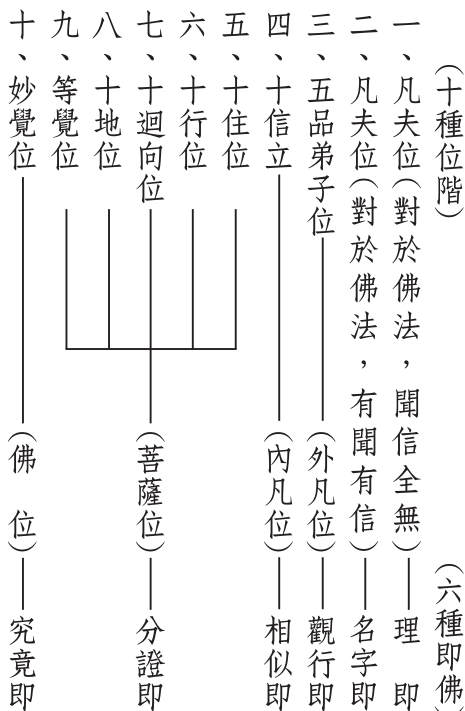 （十種位階）（六種即佛）
一、凡夫位（對於佛法，聞信全無）理即
二、凡夫位（對於佛法，有聞有信）名字即
三、五品弟子位（外凡位）觀行即
四、十信立（內凡位）相似即
五、十住位
六、十行位
七、十迴向位（菩薩位）分證即
八、十地位
九、等覺位
十、妙覺位（佛 位）究竟即